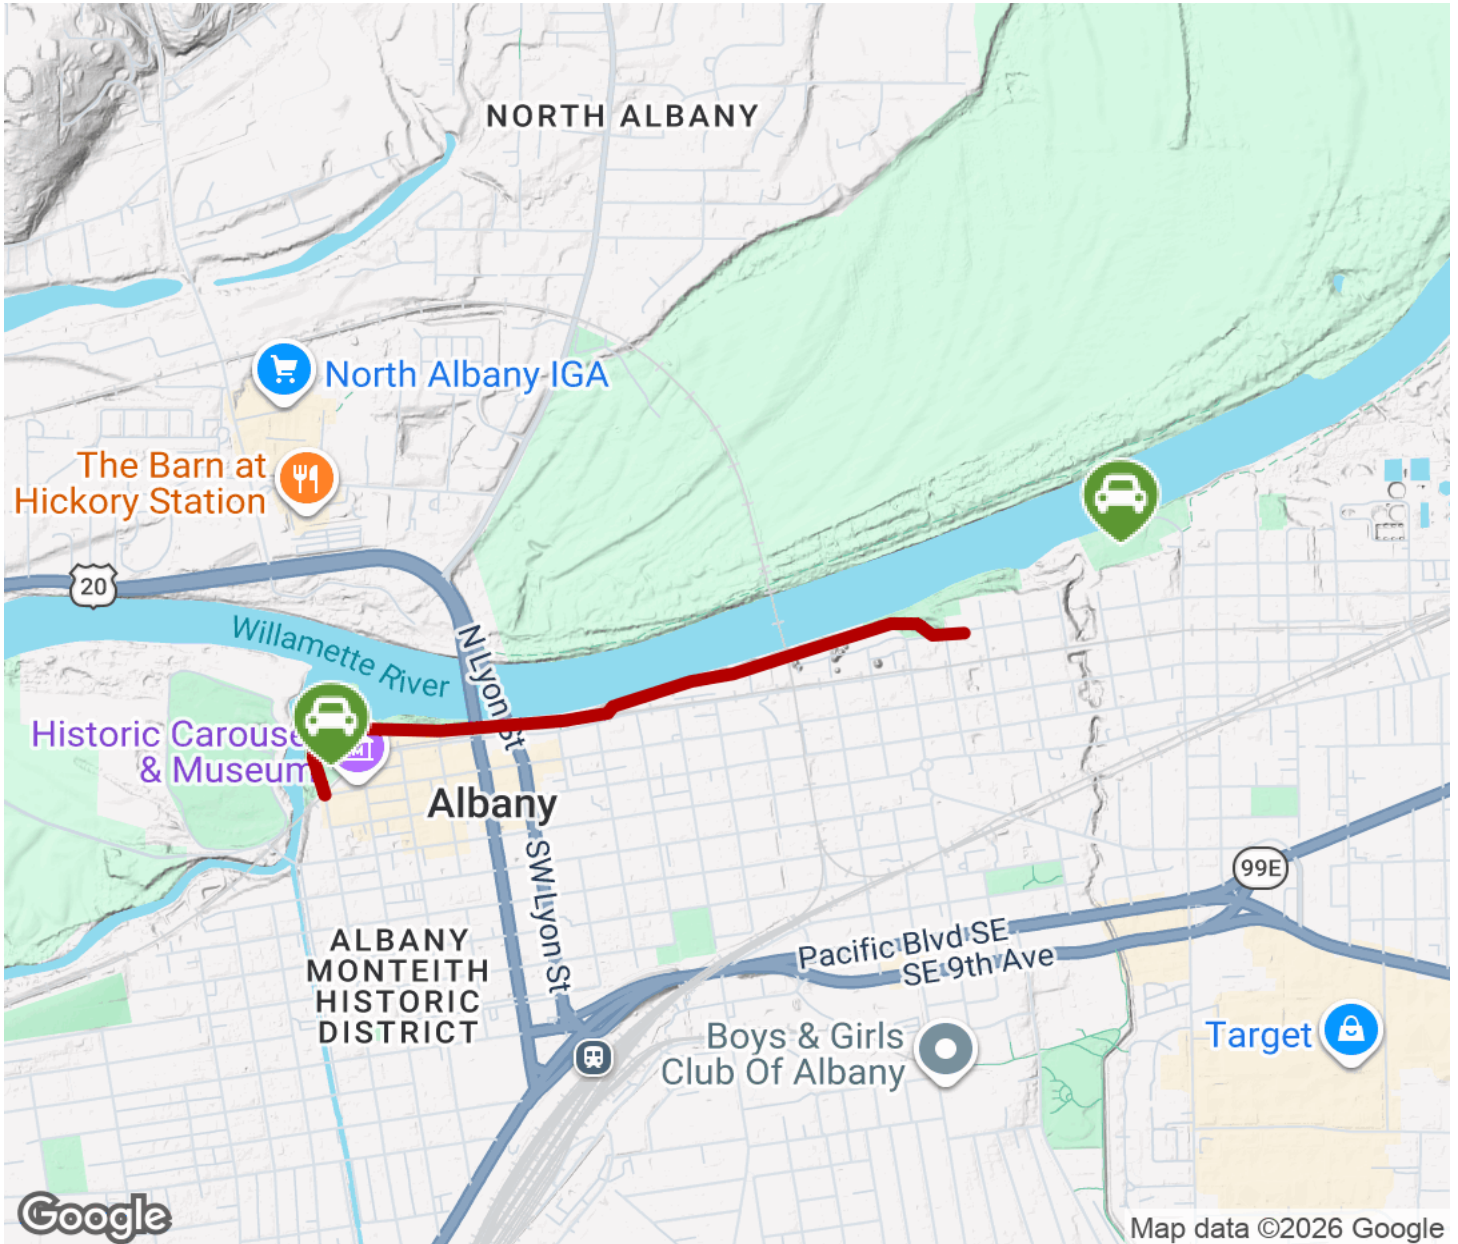 NORTH ALBANY
North Albany IGA
The Barn at
Hickory Station
20
Willamette River
N Lyon St
Historic Carouse
& Museum
Albany
SW Lyon St
99E
ALBANY
MONTEITH
HISTORIC
DISTRICT
Pacific Blvd SE
SE 9th Ave
Boys & Girls
Club Of Albany
Target
Google
Map data ©2026 Google